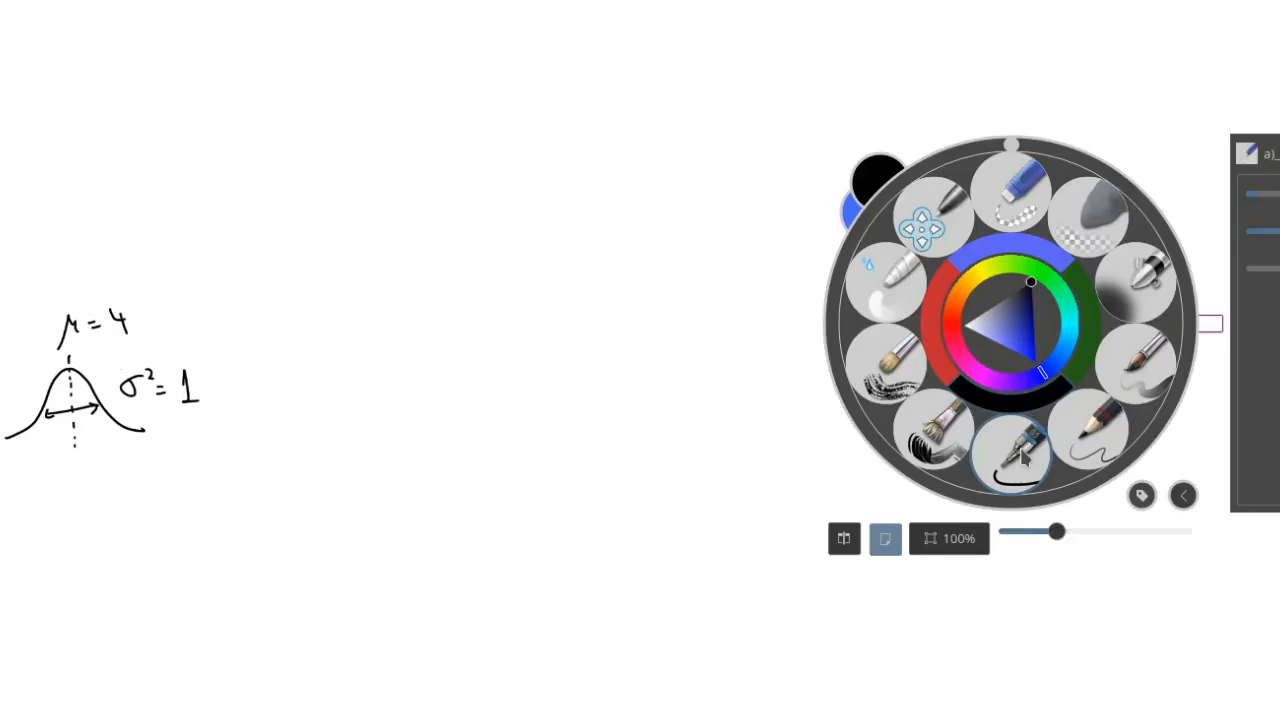 μ = 4
σ² = 1
a)_
100%